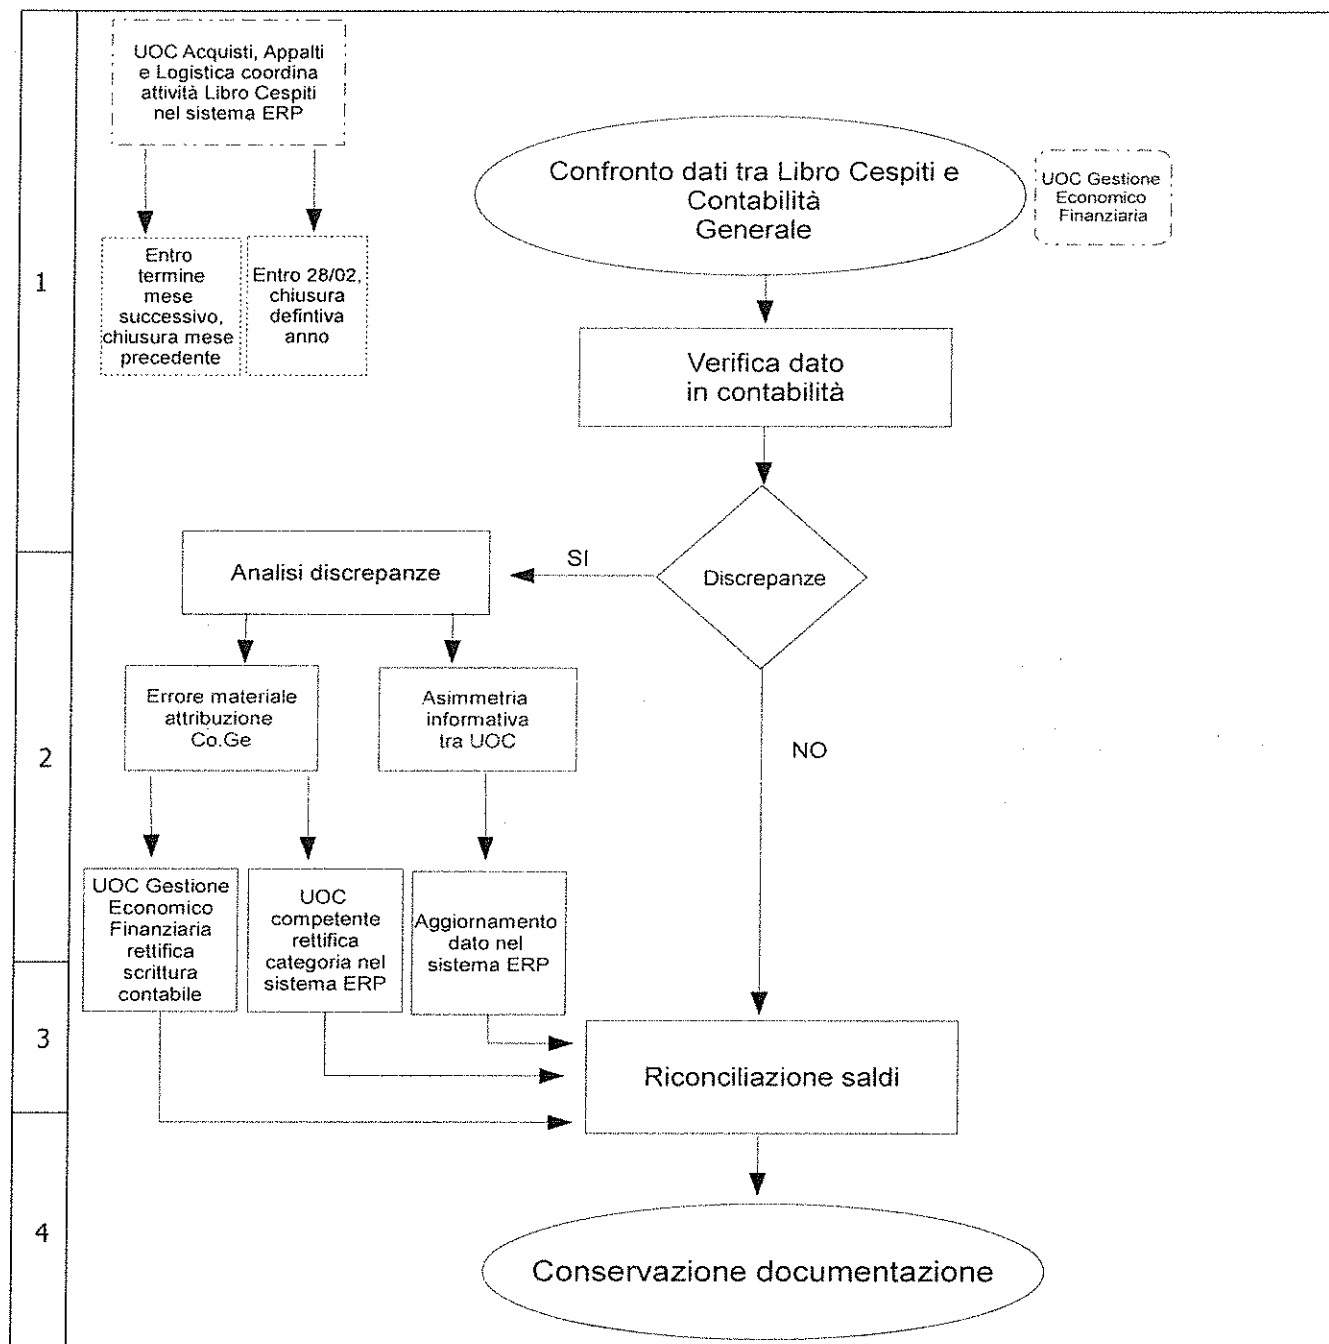 UOC Acquisti, Appalti
e Logistica coordina
attività Libro Cespiti
nel sistema ERP
Confronto dati tra Libro Cespiti e
Contabilità
Generale
UOC Gestione
Economico
Finanziaria
1
Entro
termine
mese
successivo,
chiusura mese
precedente
Entro 28/02,
chiusura
defintiva
anno
Verifica dato
in contabilità
Analisi discrepanze
SI
Discrepanze
2
Errore materiale
attribuzione
Co.Ge
Asimmetria
informativa
tra UOC
NO
UOC Gestione
Economico
Finanziaria
rettifica
scrittura
contabile
UOC
competente
rettifica
categoria nel
sistema ERP
Aggiornamento
dato nel
sistema ERP
3
Riconciliazione saldi
4
Conservazione documentazione